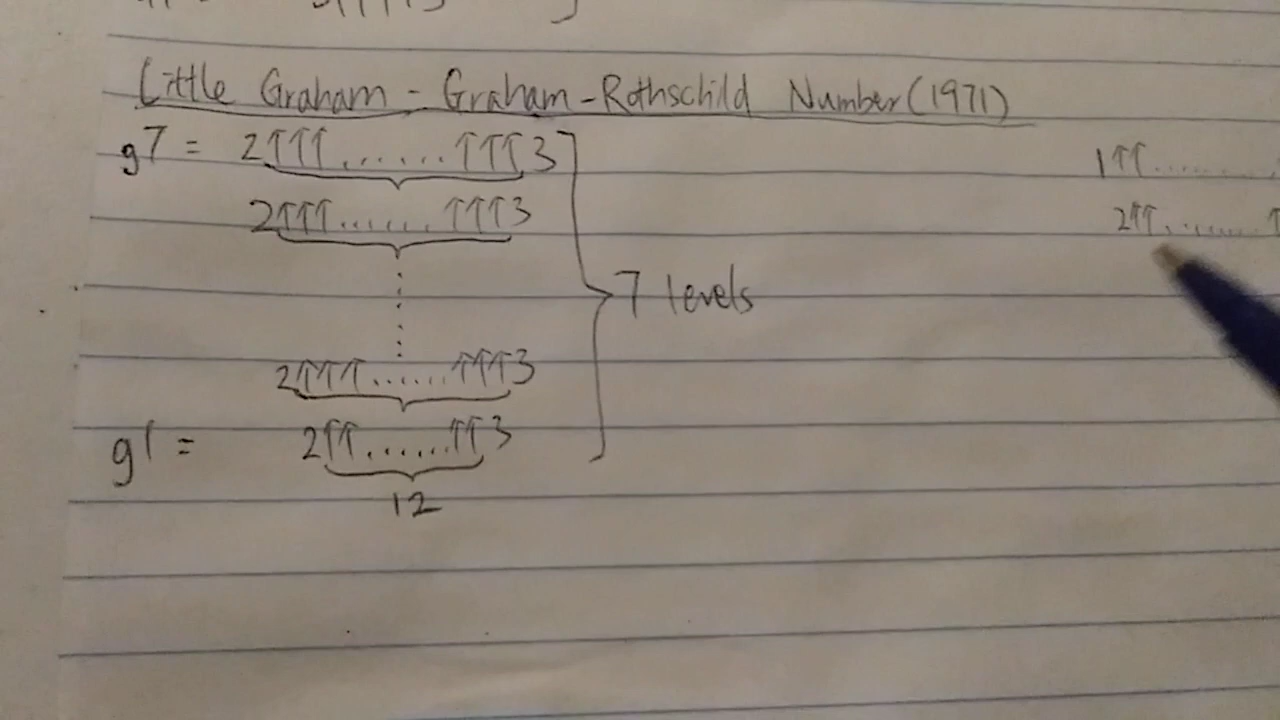 Little Graham - Graham-Rothschild Number (1971)
g7 = 2↑↑↑.......↑↑↑3
2↑↑↑......↑↑↑3
7 levels
2↑↑↑......↑↑↑3
g1 = 2↑↑.......↑↑3
12
1↑↑.........
2↑↑.........↑